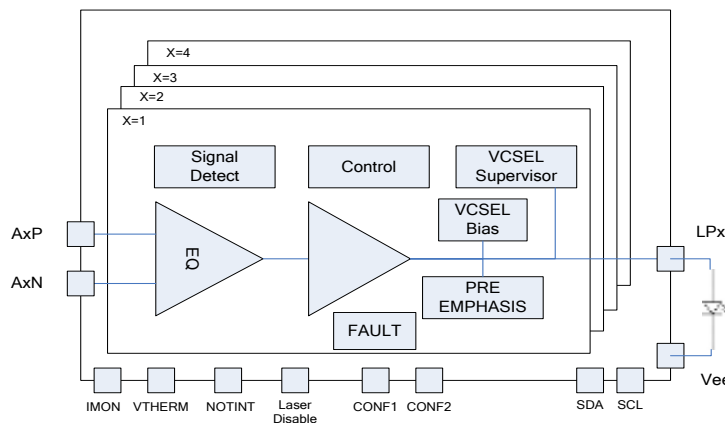 X=4
X=3
X=2
X=1
Signal
Detect
Control
VCSEL
Supervisor
VCSEL
Bias
LPx
AxP
AxN
EQ
PRE
EMPHASIS
FAULT
Vee
IMON
VTHERM
NOTINT
Laser
Disable
CONF1
CONF2
SDA
SCL